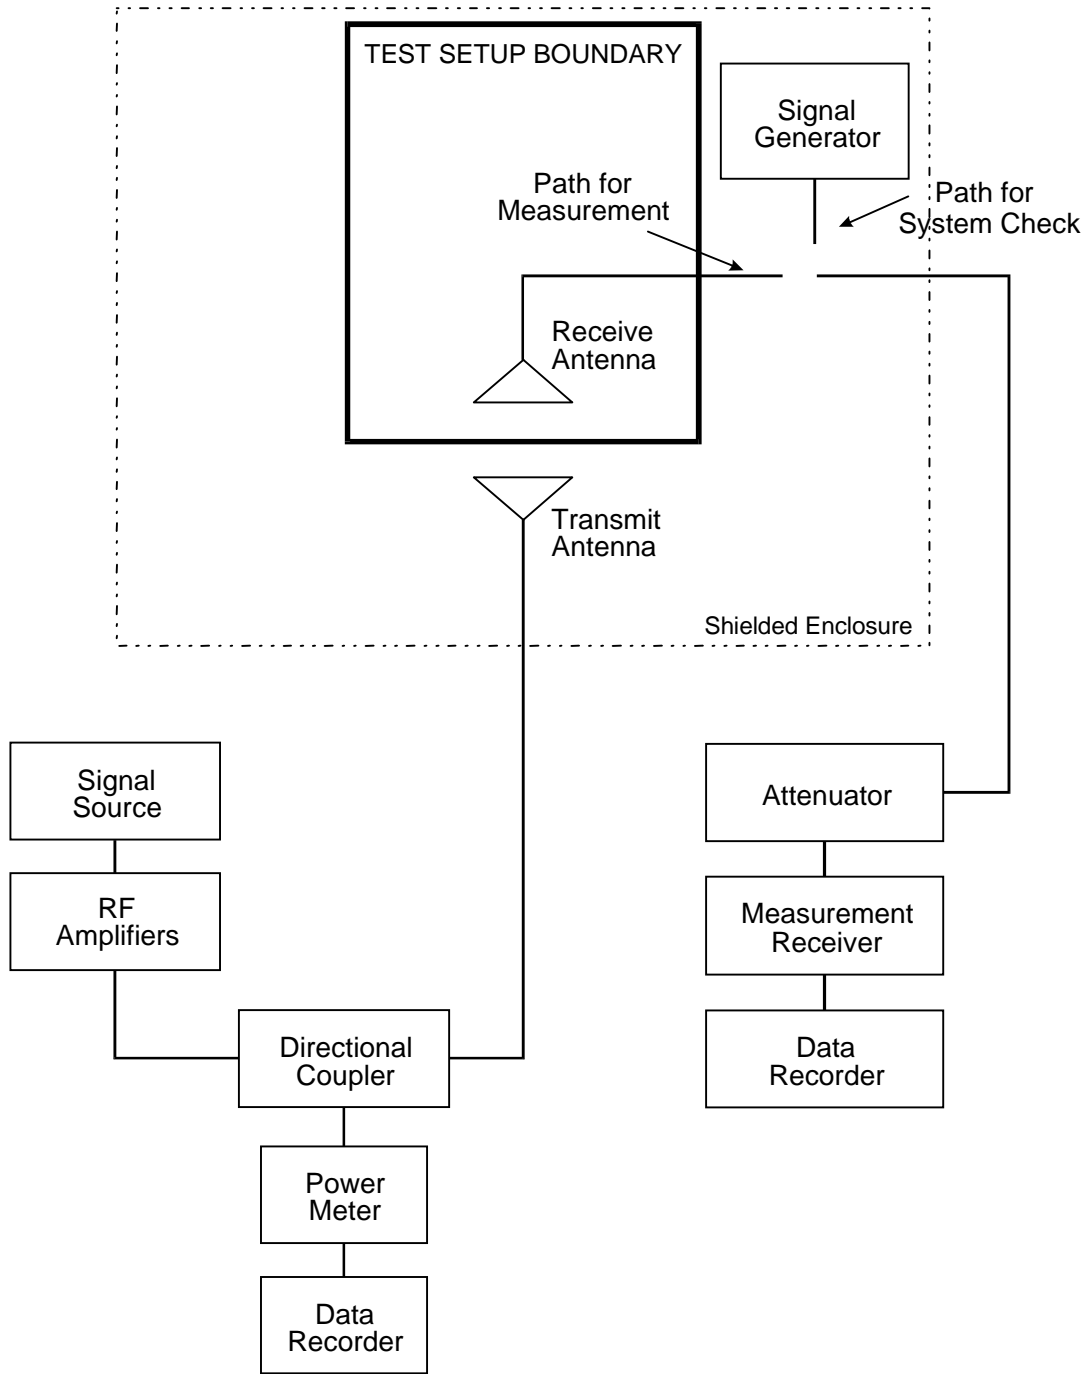 TEST SETUP BOUNDARY
Signal
Generator
Path for
Measurement
Path for
System Check
Receive
Antenna
Transmit
Antenna
Shielded Enclosure
Signal
Source
RF
Amplifiers
Directional
Coupler
Power
Meter
Data
Recorder
Attenuator
Measurement
Receiver
Data
Recorder